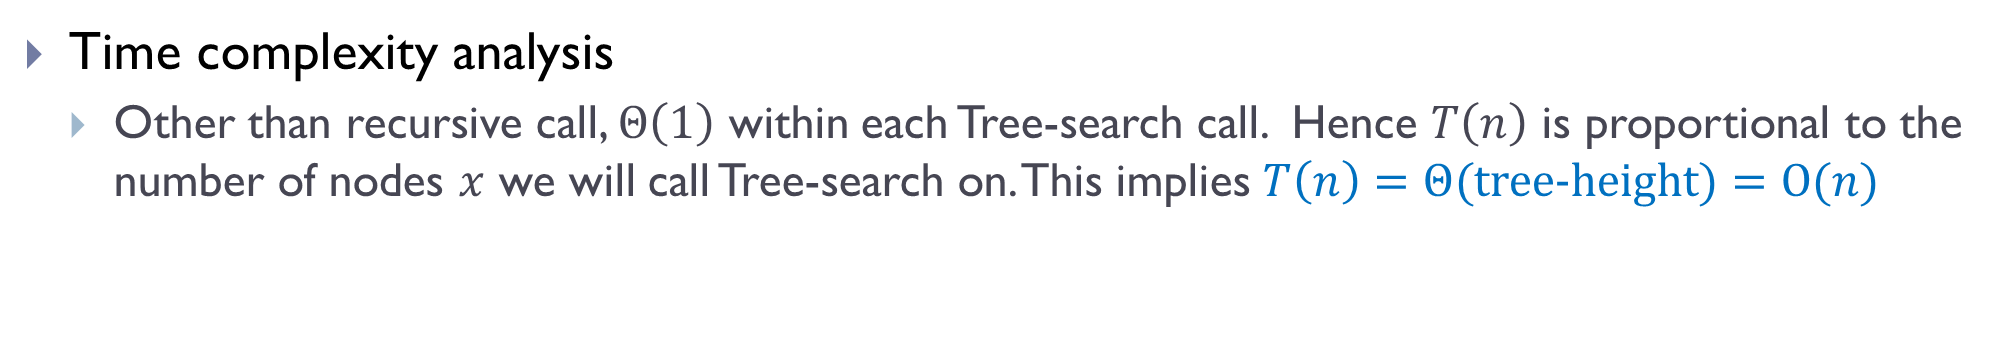 Time complexity analysis
Other than recursive call, Θ(1) within each Tree-search call. Hence T(n) is proportional to the
number of nodes x we will call Tree-search on. This implies T(n) = Θ(tree-height) = O(n)